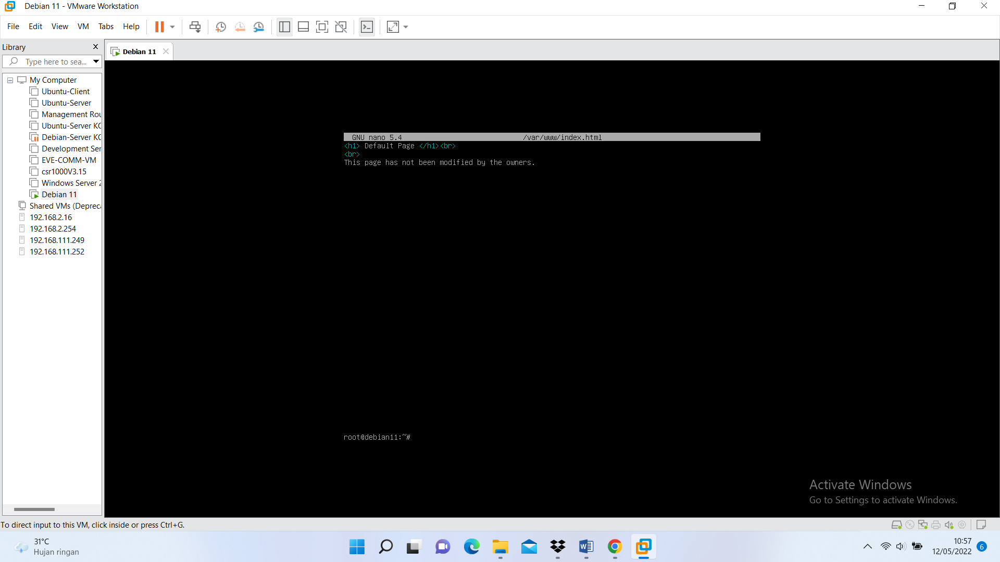 Debian 11 - VMware Workstation
File Edit View VM Tabs Help
Library
Type here to sea...
Debian 11
My Computer
Ubuntu-Client
Ubuntu-Server
Management Rou
Ubuntu-Server KC
Debian-Server KC
Development Ser
EVE-COMM-VM
csr1000V3.15
Windows Server 2
Debian 11
Shared VMs (Depreca
192.168.2.16
192.168.2.254
192.168.111.249
192.168.111.252
GNU nano 5.4 /var/www/index.html
<h1> Default Page </h1><br>
<br>
This page has not been modified by the owners.
root@debian11:~#
Activate Windows
Go to Settings to activate Windows.
To direct input to this VM, click inside or press Ctrl+G.
31°C
Hujan ringan
10:57
12/05/2022
6